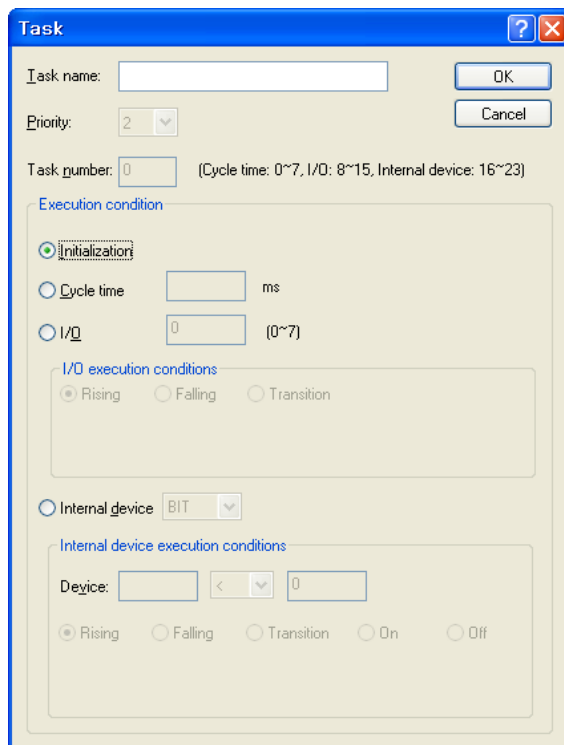 Task
Task name:
OK
Priority: 2
Cancel
Task number: 0 (Cycle time: 0~7, I/O: 8~15, Internal device: 16~23)
Execution condition
Initialization
Cycle time ms
I/O 0 (0~7)
I/O execution conditions
Rising Falling Transition
Internal device BIT
Internal device execution conditions
Device: < 0
Rising Falling Transition On Off